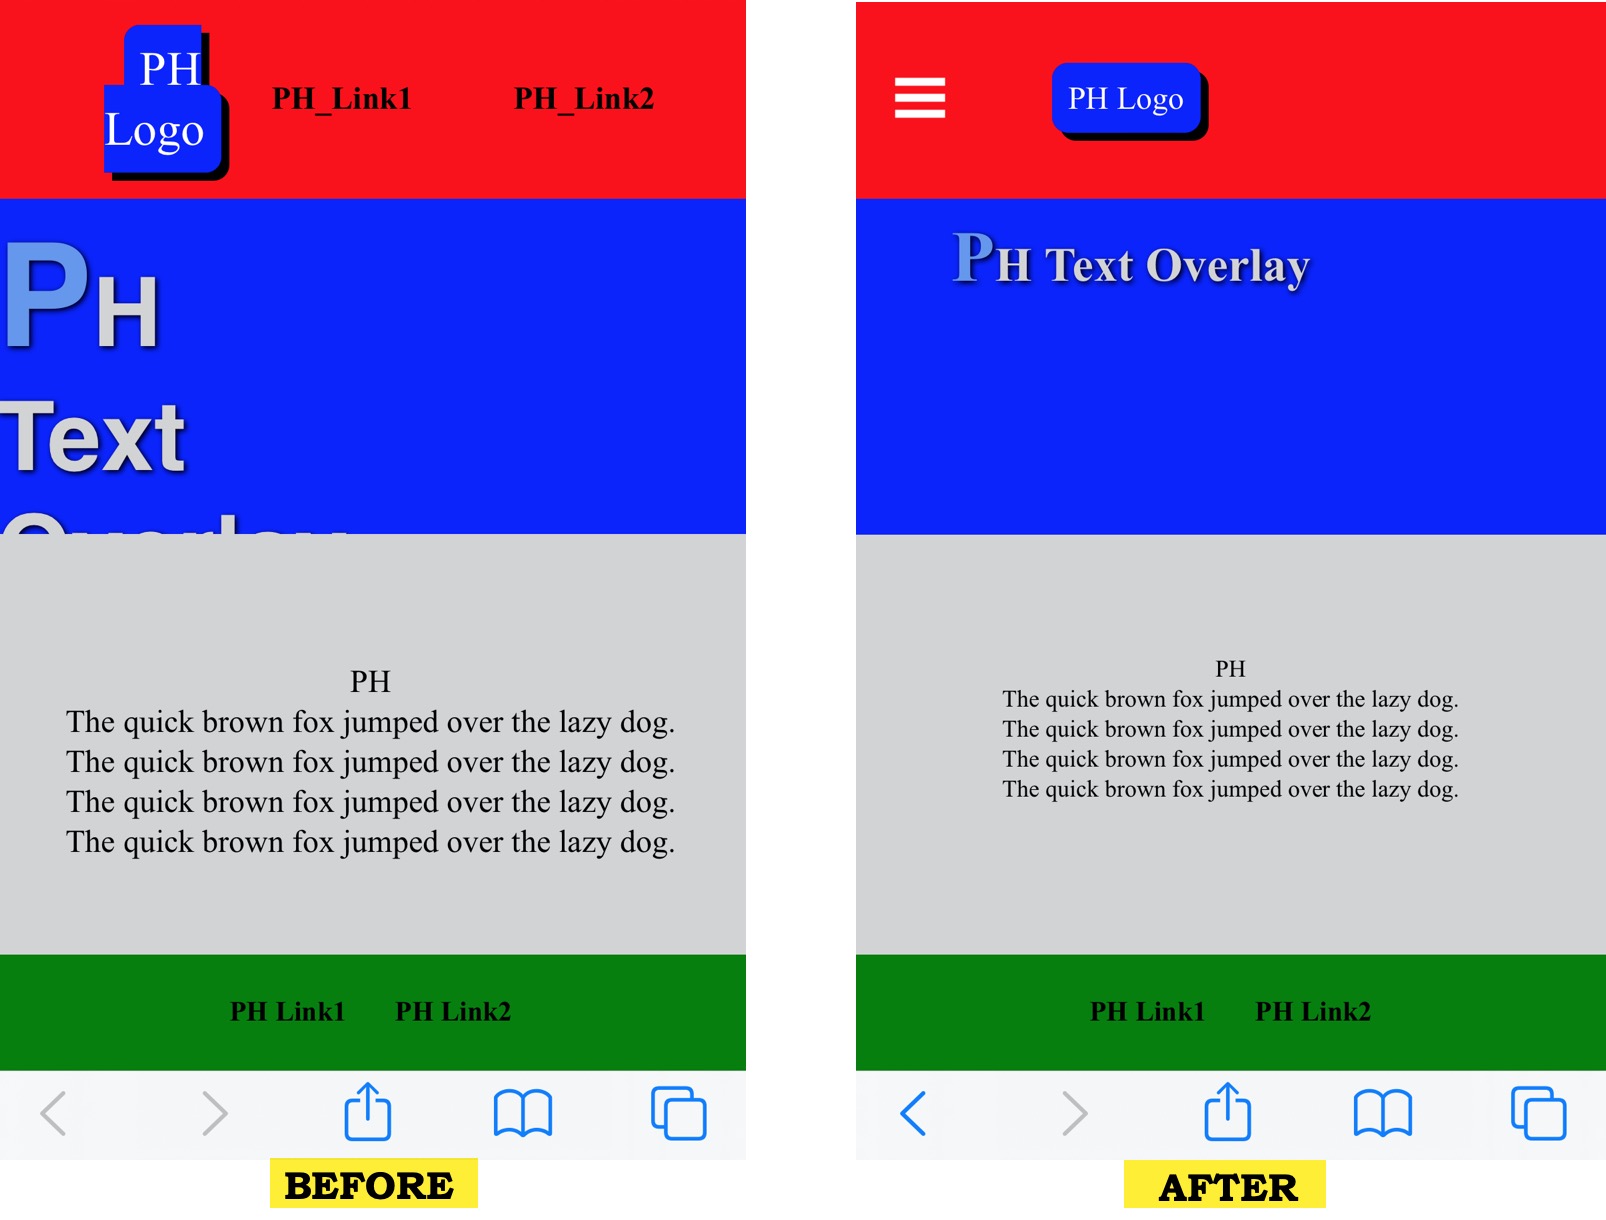 PH
Logo
PH_Link1
PH_Link2
PH
Text
Overlay
PH
The quick brown fox jumped over the lazy dog.
The quick brown fox jumped over the lazy dog.
The quick brown fox jumped over the lazy dog.
The quick brown fox jumped over the lazy dog.
PH Link1
PH Link2
BEFORE
PH Logo
PH Text Overlay
PH
The quick brown fox jumped over the lazy dog.
The quick brown fox jumped over the lazy dog.
The quick brown fox jumped over the lazy dog.
The quick brown fox jumped over the lazy dog.
PH Link1
PH Link2
AFTER